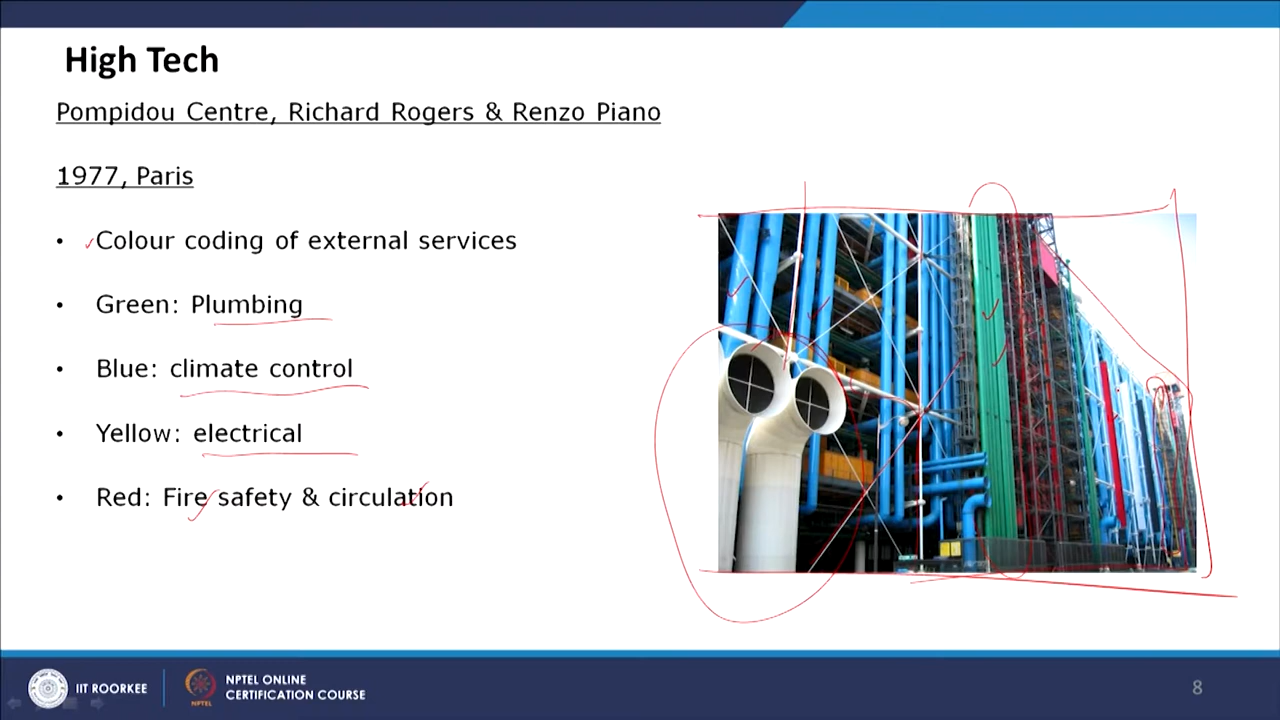 High Tech
Pompidou Centre, Richard Rogers & Renzo Piano
1977, Paris
• Colour coding of external services
• Green: Plumbing
• Blue: climate control
• Yellow: electrical
• Red: Fire safety & circulation
IIT ROORKEE
NPTEL
NPTEL ONLINE
CERTIFICATION COURSE
8